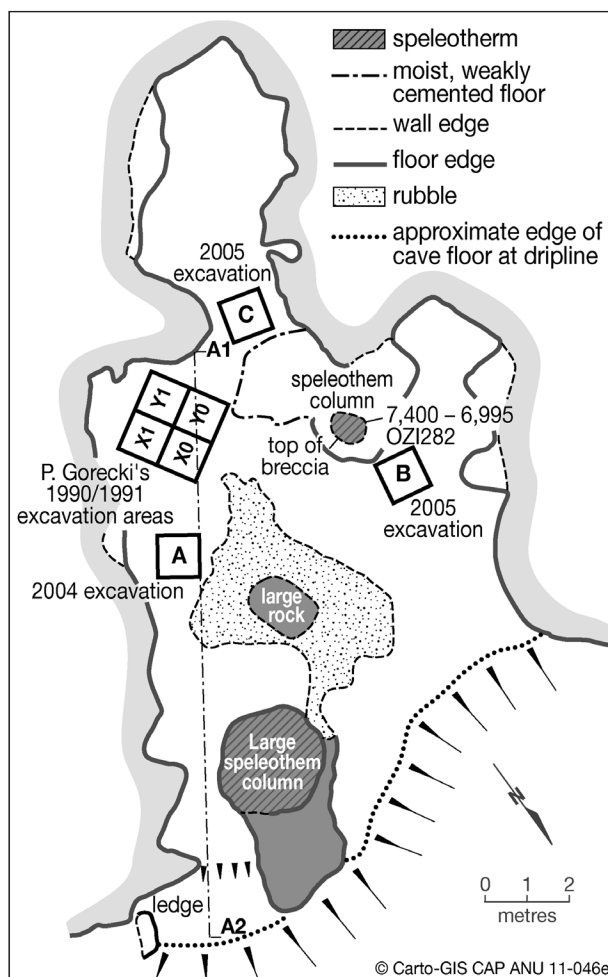 speleotherm
moist, weakly
cemented floor
wall edge
floor edge
rubble
approximate edge of
cave floor at dripline
2005
excavation
C
A1
speleothem
column
7,400 – 6,995
OZI282
top of
breccia
Y1
Y0
X1
X0
B
P. Gorecki's
1990/1991
excavation areas
2005
excavation
A
2004 excavation
large
rock
Large
speleothem
column
N
ledge
A2
0 1 2
metres
© Carto-GIS CAP ANU 11-046e